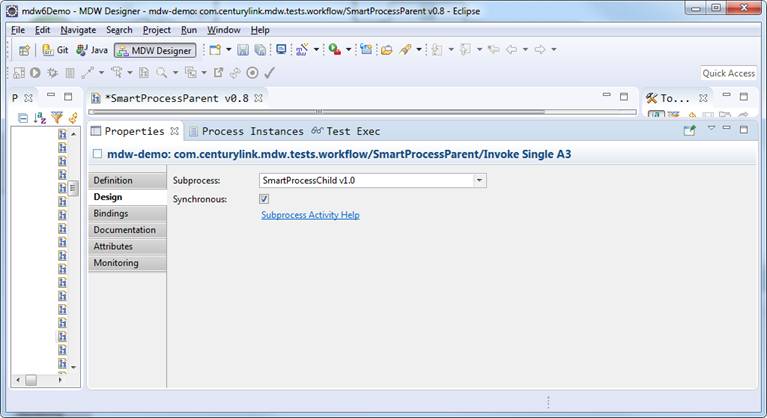 mdw6Demo - MDW Designer - mdw-demo: com.centurylink.mdw.tests.workflow/SmartProcessParent v0.8 - Eclipse
File Edit Navigate Search Project Run Window Help
Git Java MDW Designer
Quick Access
P *SmartProcessParent v0.8 To...
Properties Process Instances Test Exec
mdw-demo: com.centurylink.mdw.tests.workflow/SmartProcessParent/Invoke Single A3
Definition
Subprocess: SmartProcessChild v1.0
Design
Synchronous:
Bindings
Subprocess Activity Help
Documentation
Attributes
Monitoring